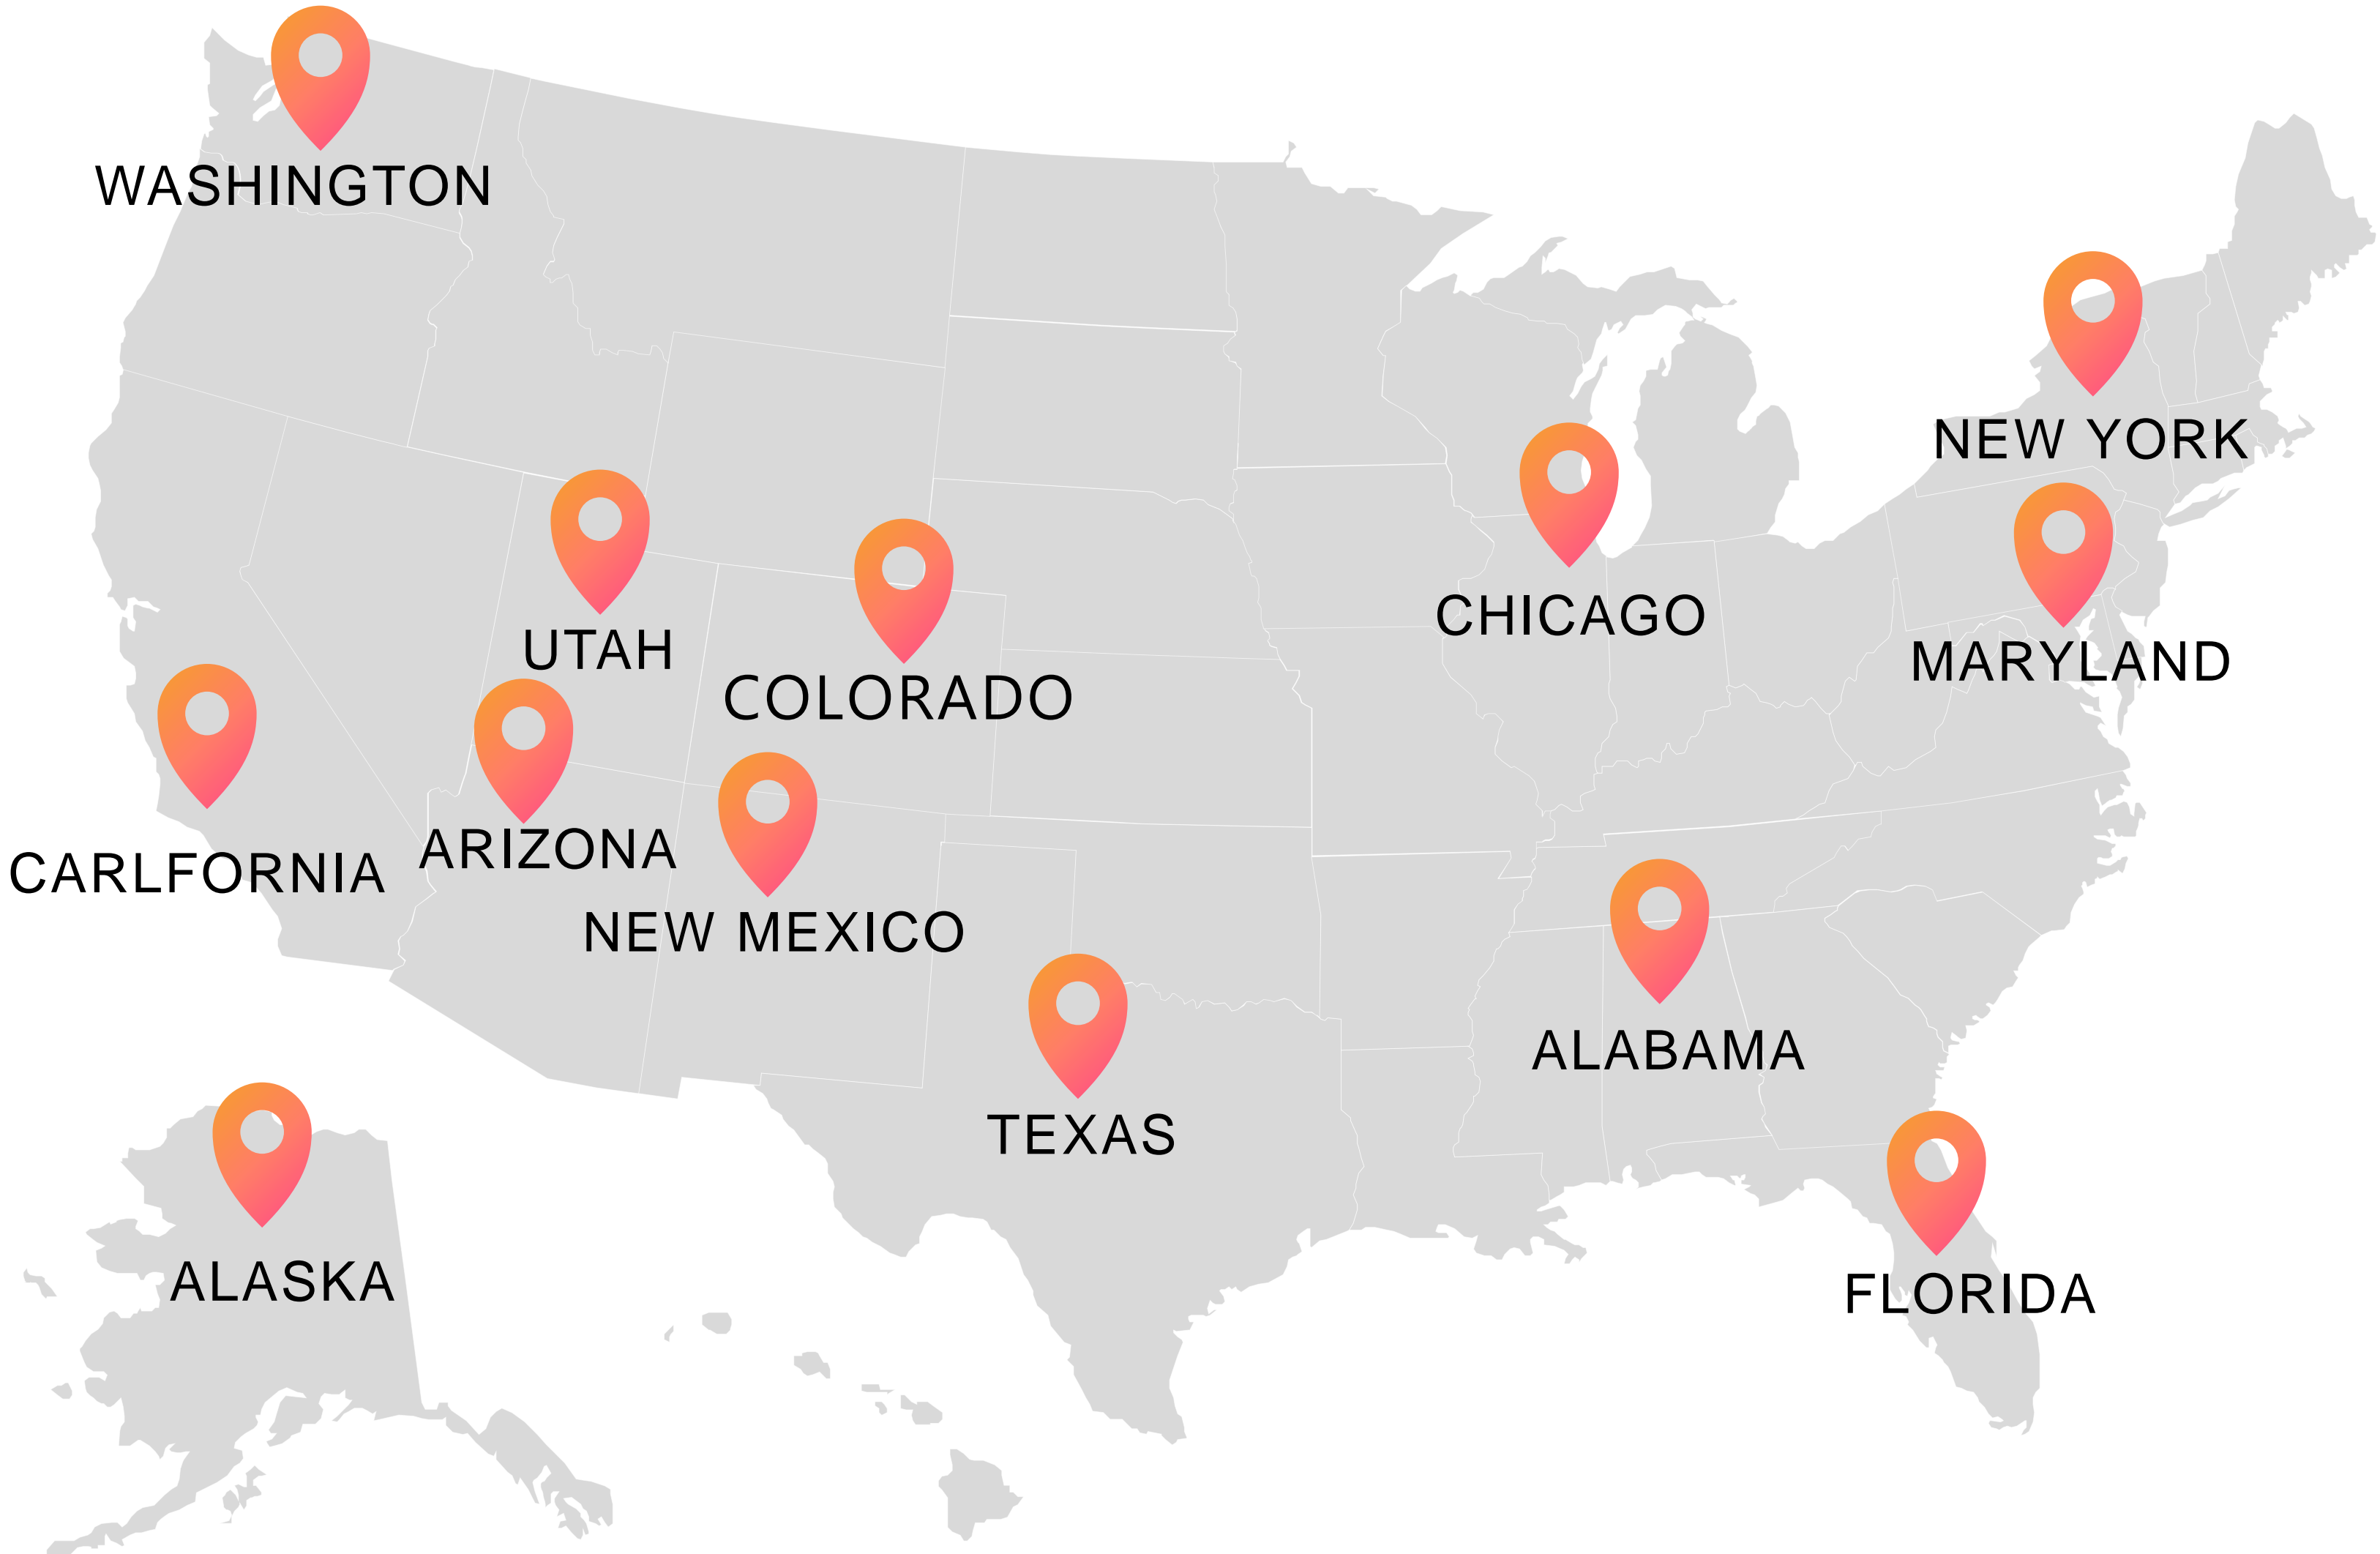 WASHINGTON
NEW YORK
CHICAGO
UTAH
MARYLAND
COLORADO
ARIZONA
CARLFORNIA
NEW MEXICO
ALABAMA
TEXAS
ALASKA
FLORIDA